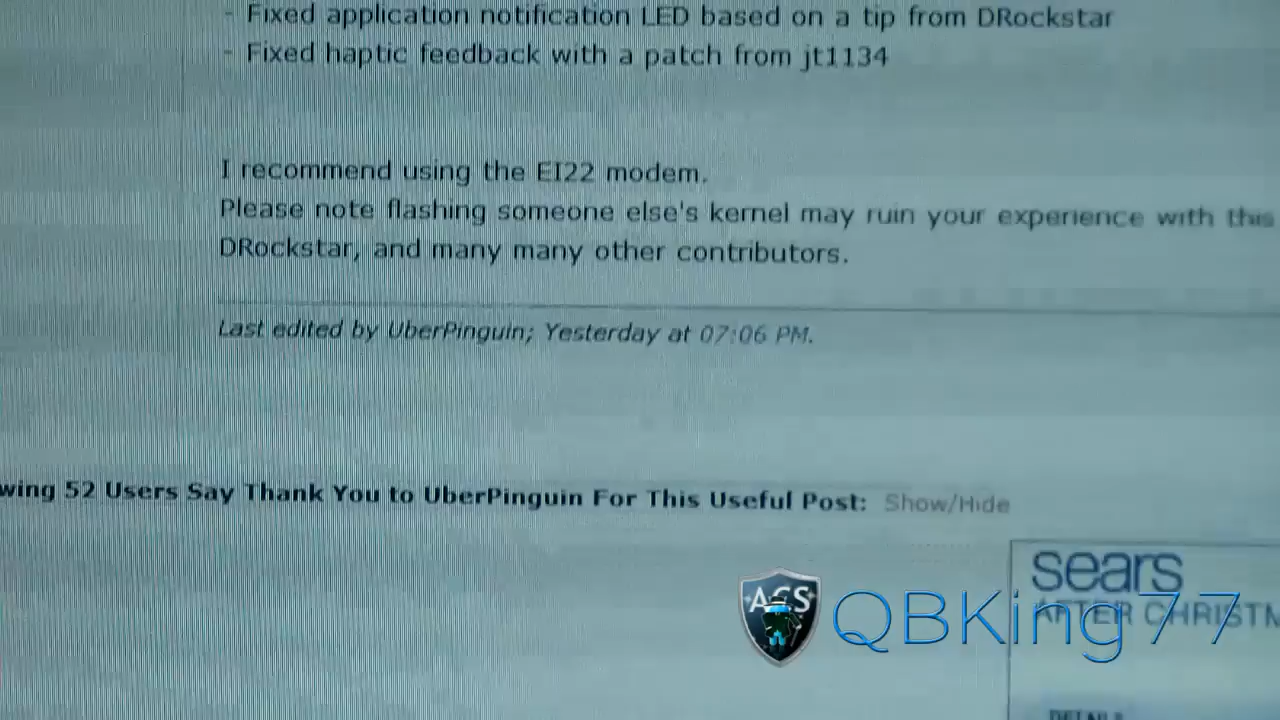 - Fixed application notification LED based on a tip from DRockstar
- Fixed haptic feedback with a patch from jt1134
I recommend using the EI22 modem.
Please note flashing someone else's kernel may ruin your experience with this
DRockstar, and many many other contributors.
Last edited by UberPinguin; Yesterday at 07:06 PM.
wing 52 Users Say Thank You to UberPinguin For This Useful Post: Show/Hide
sears
AFTER CHRISTM
ACS
QBKing77